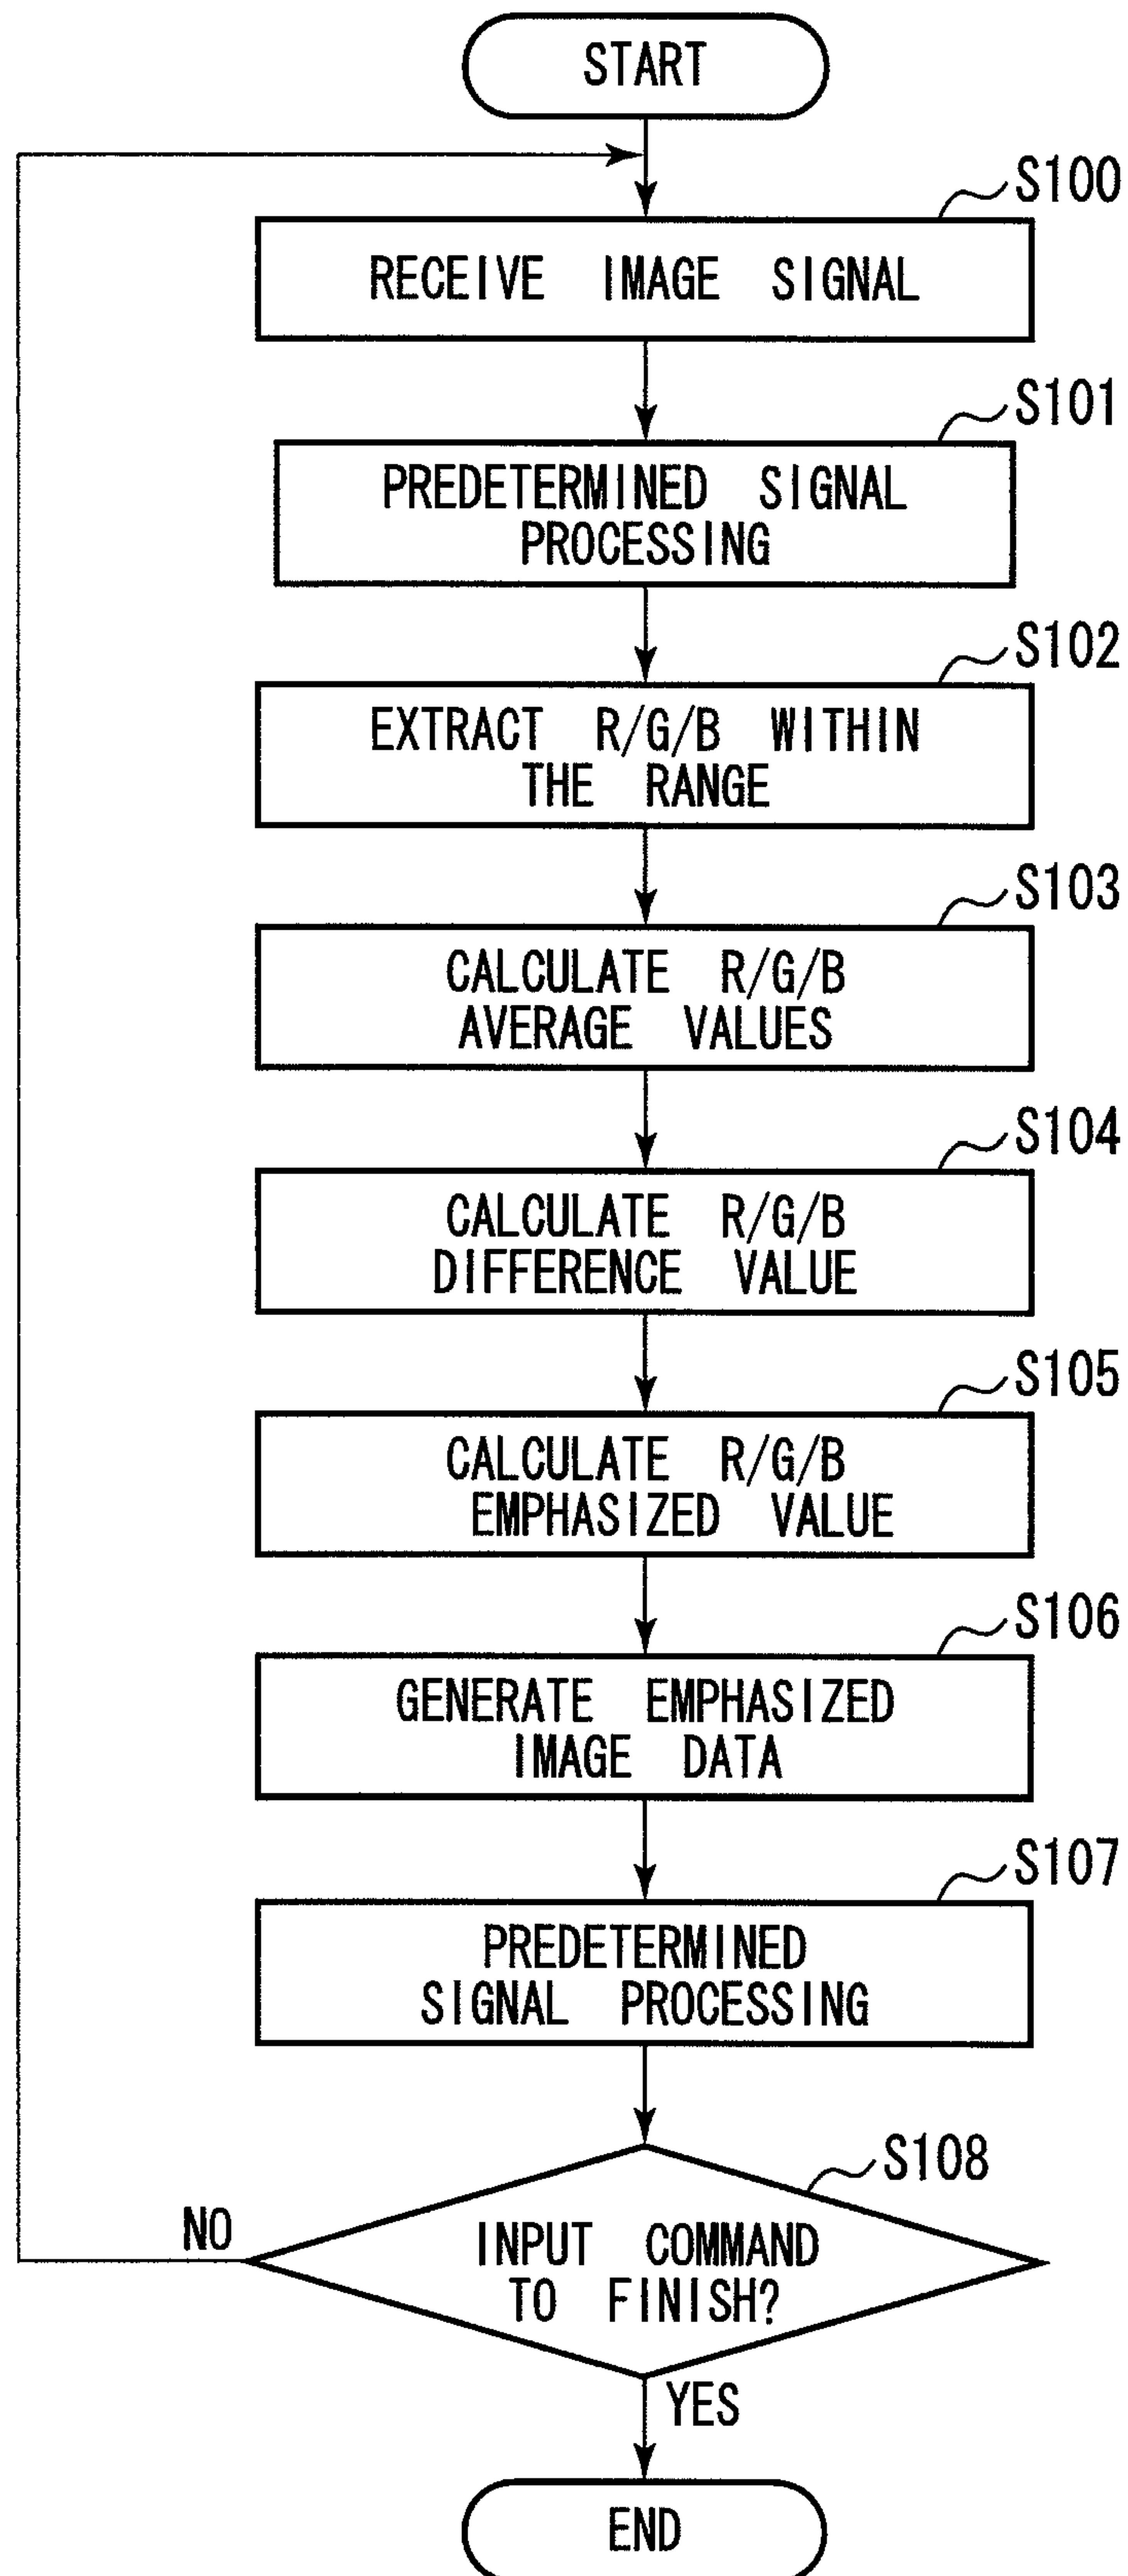 START
S100
RECEIVE IMAGE SIGNAL
S101
PREDETERMINED SIGNAL
PROCESSING
S102
EXTRACT R/G/B WITHIN
THE RANGE
S103
CALCULATE R/G/B
AVERAGE VALUES
S104
CALCULATE R/G/B
DIFFERENCE VALUE
S105
CALCULATE R/G/B
EMPHASIZED VALUE
S106
GENERATE EMPHASIZED
IMAGE DATA
S107
PREDETERMINED
SIGNAL PROCESSING
S108
NO
INPUT COMMAND
TO FINISH?
YES
END